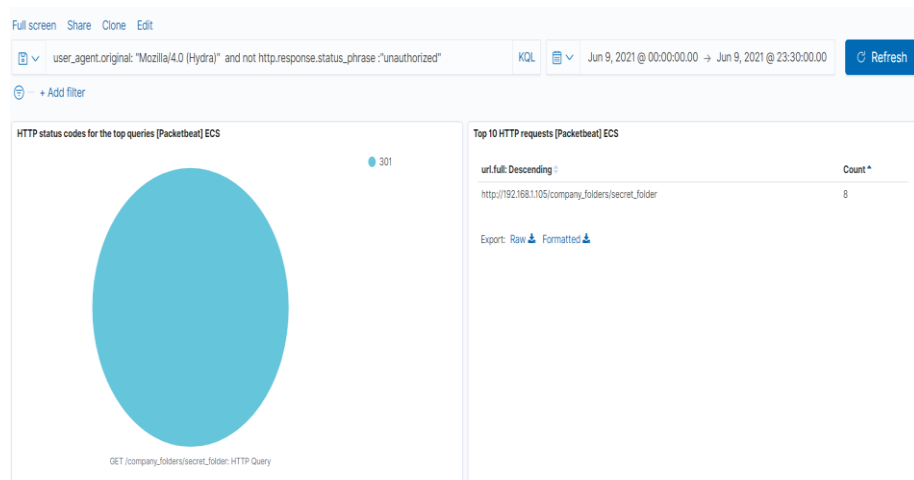 Full screen Share Clone Edit
user_agent.original: "Mozilla/4.0 (Hydra)" and not http.response.status_phrase :"unauthorized" KQL Jun 9, 2021 @ 00:00:00.00 → Jun 9, 2021 @ 23:30:00.00 Refresh
+ Add filter
HTTP status codes for the top queries [Packetbeat] ECS
301
GET /company_folders/secret_folder: HTTP Query
Top 10 HTTP requests [Packetbeat] ECS
url.full: Descending Count
http://192.168.1.105/company_folders/secret_folder 8
Export: Raw Formatted